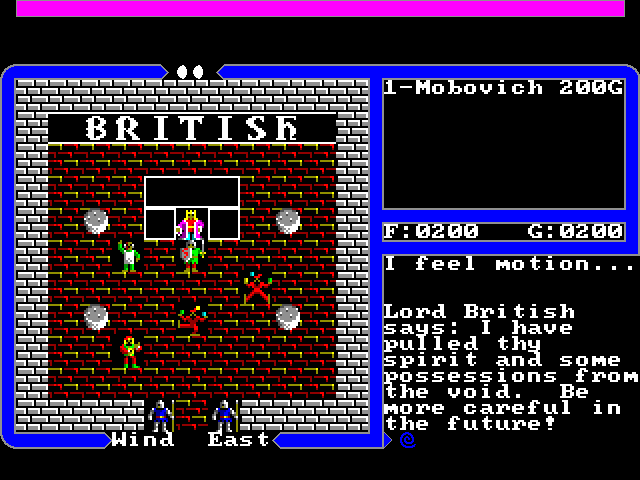 BRITISH
1-Mobovich 200G
F:0200 G:0200
I feel motion...
Lord British
says: I have
pulled thy
spirit and some
possessions from
the void. Be
more careful in
the future!
Wind East